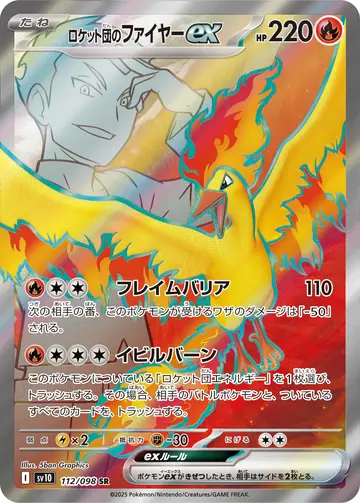 たね ロケット団のファイヤーex HP220
フレイムバリア 110
次の相手の番、このポケモンが受けるワザのダメージは「-50」
される。
イビルバーン
このポケモンについている「ロケット団エネルギー」を1枚選び、
トラッシュする。その場合、相手のバトルポケモンと、ついている
すべてのカードを、トラッシュする。
弱点 ×2 抵抗力 -30 にげる
Illus. 5ban Graphics
I sv10 112/098 SR
exルール
ポケモンexがきぜつしたとき、相手はサイドを2枚とる。
©2025 Pokémon/Nintendo/Creatures/GAME FREAK.